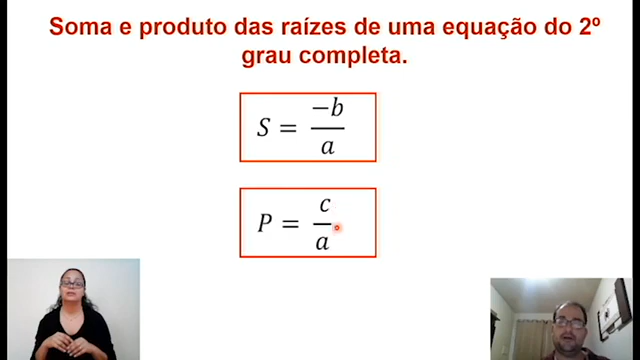 Soma e produto das raízes de uma equação do 2º
grau completa.
S = −b/a
P = c/a